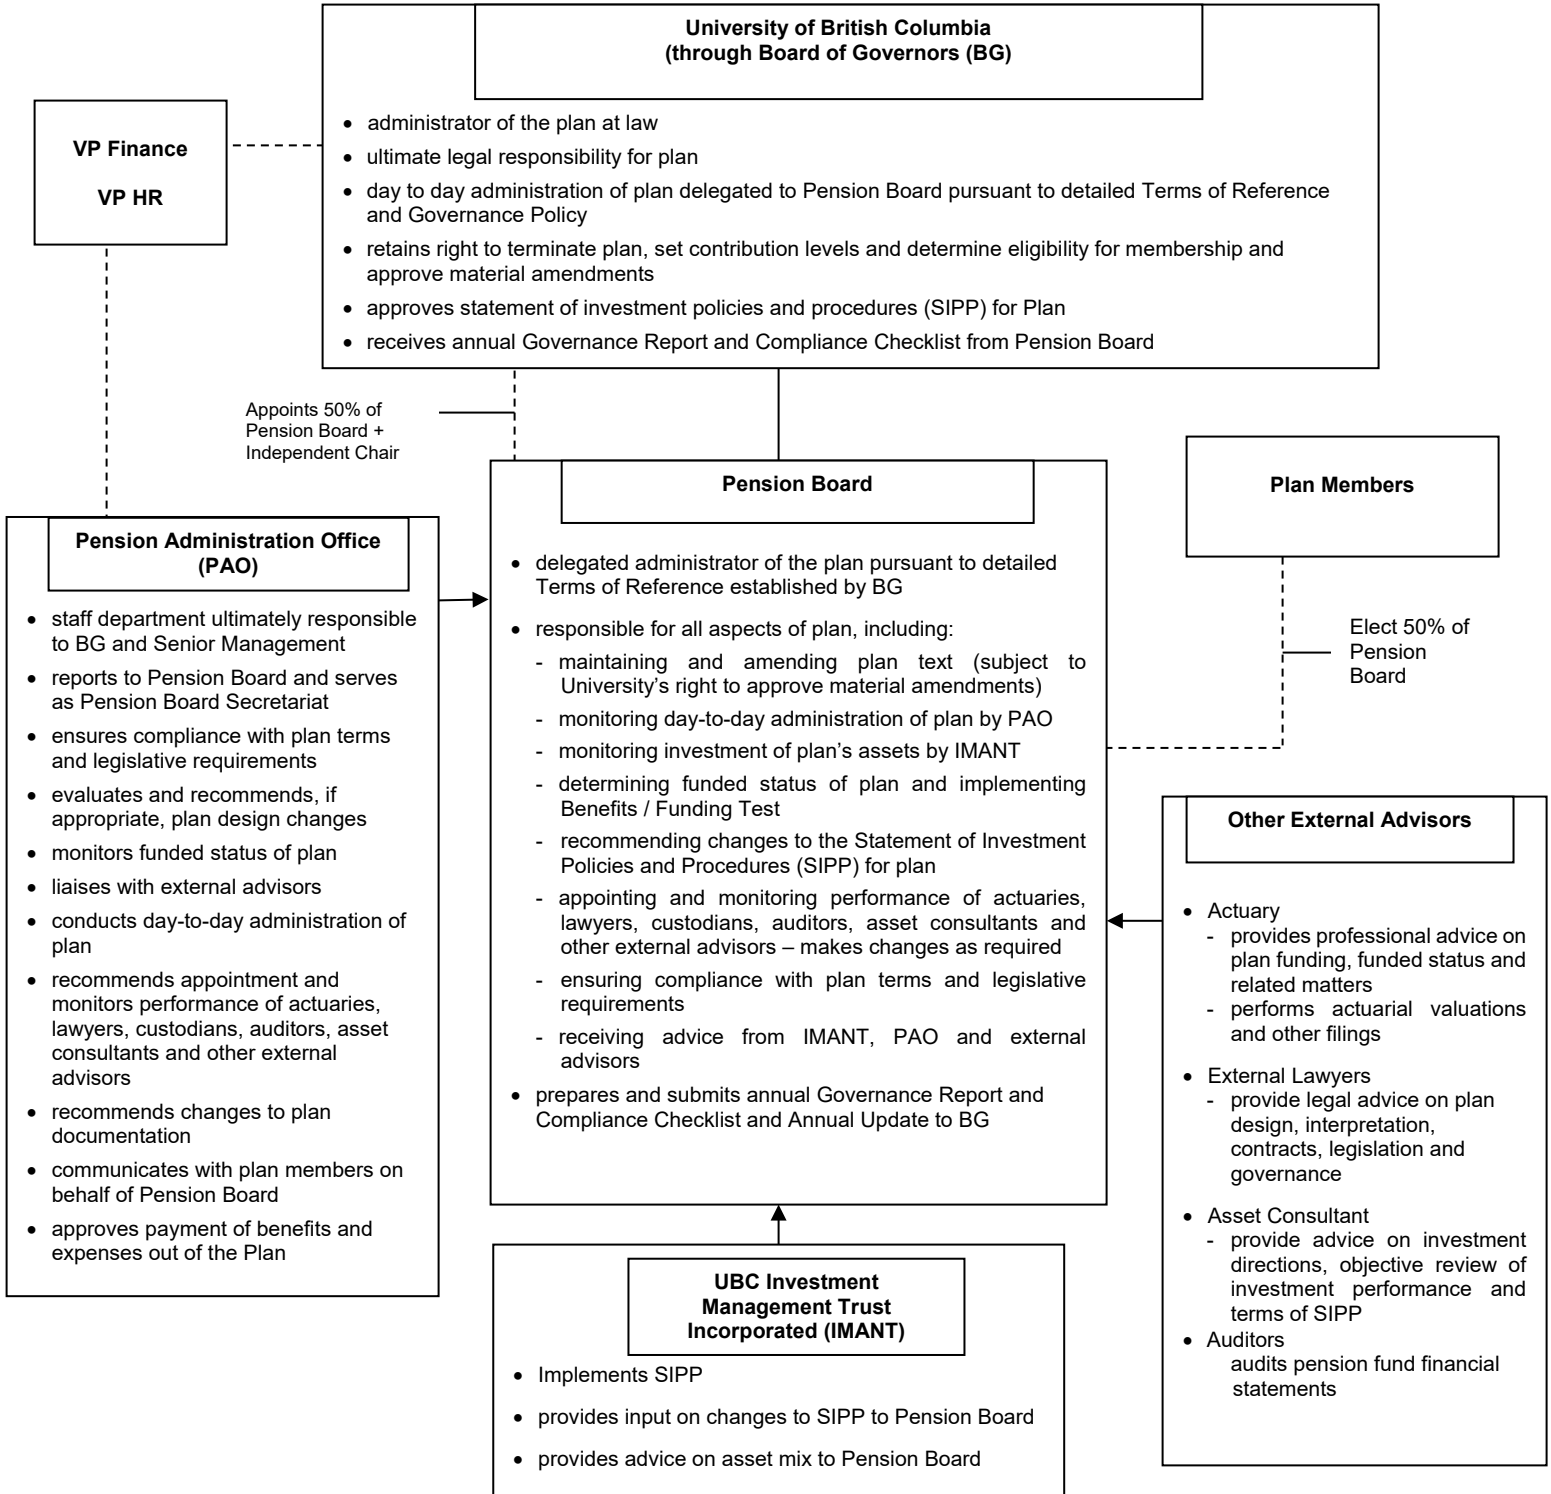 University of British Columbia
(through Board of Governors (BG)
• administrator of the plan at law
• ultimate legal responsibility for plan
• day to day administration of plan delegated to Pension Board pursuant to detailed Terms of Reference
and Governance Policy
• retains right to terminate plan, set contribution levels and determine eligibility for membership and
approve material amendments
• approves statement of investment policies and procedures (SIPP) for Plan
• receives annual Governance Report and Compliance Checklist from Pension Board
VP Finance
VP HR
Appoints 50% of
Pension Board +
Independent Chair
Pension Administration Office
(PAO)
• staff department ultimately responsible
to BG and Senior Management
• reports to Pension Board and serves
as Pension Board Secretariat
• ensures compliance with plan terms
and legislative requirements
• evaluates and recommends, if
appropriate, plan design changes
• monitors funded status of plan
• liaises with external advisors
• conducts day-to-day administration of
plan
• recommends appointment and
monitors performance of actuaries,
lawyers, custodians, auditors, asset
consultants and other external
advisors
• recommends changes to plan
documentation
• communicates with plan members on
behalf of Pension Board
• approves payment of benefits and
expenses out of the Plan
Pension Board
• delegated administrator of the plan pursuant to detailed
Terms of Reference established by BG
• responsible for all aspects of plan, including:
- maintaining and amending plan text (subject to
University’s right to approve material amendments)
- monitoring day-to-day administration of plan by PAO
- monitoring investment of plan’s assets by IMANT
- determining funded status of plan and implementing
Benefits / Funding Test
- recommending changes to the Statement of Investment
Policies and Procedures (SIPP) for plan
- appointing and monitoring performance of actuaries,
lawyers, custodians, auditors, asset consultants and
other external advisors – makes changes as required
- ensuring compliance with plan terms and legislative
requirements
- receiving advice from IMANT, PAO and external
advisors
• prepares and submits annual Governance Report and
Compliance Checklist and Annual Update to BG
Plan Members
Elect 50% of
Pension
Board
Other External Advisors
• Actuary
- provides professional advice on
plan funding, funded status and
related matters
- performs actuarial valuations
and other filings
• External Lawyers
- provide legal advice on plan
design, interpretation,
contracts, legislation and
governance
• Asset Consultant
- provide advice on investment
directions, objective review of
investment performance and
terms of SIPP
• Auditors
audits pension fund financial
statements
UBC Investment
Management Trust
Incorporated (IMANT)
• Implements SIPP
• provides input on changes to SIPP to Pension Board
• provides advice on asset mix to Pension Board